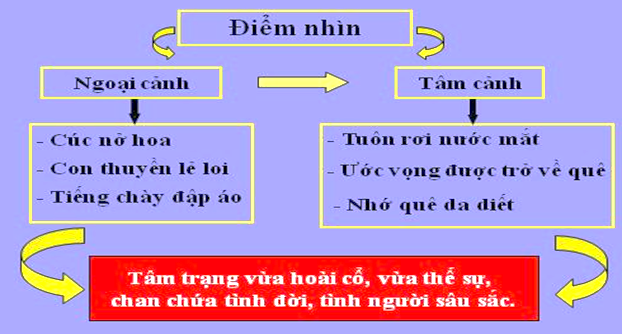 Điểm nhìn
Ngoại cảnh
Tâm cảnh
- Cúc nở hoa
- Con thuyền lẻ loi
- Tiếng chày đập áo
- Tuôn rơi nước mắt
- Ước vọng được trở về quê
- Nhớ quê da diết
Tâm trạng vừa hoài cổ, vừa thế sự,
chan chứa tình đời, tình người sâu sắc.